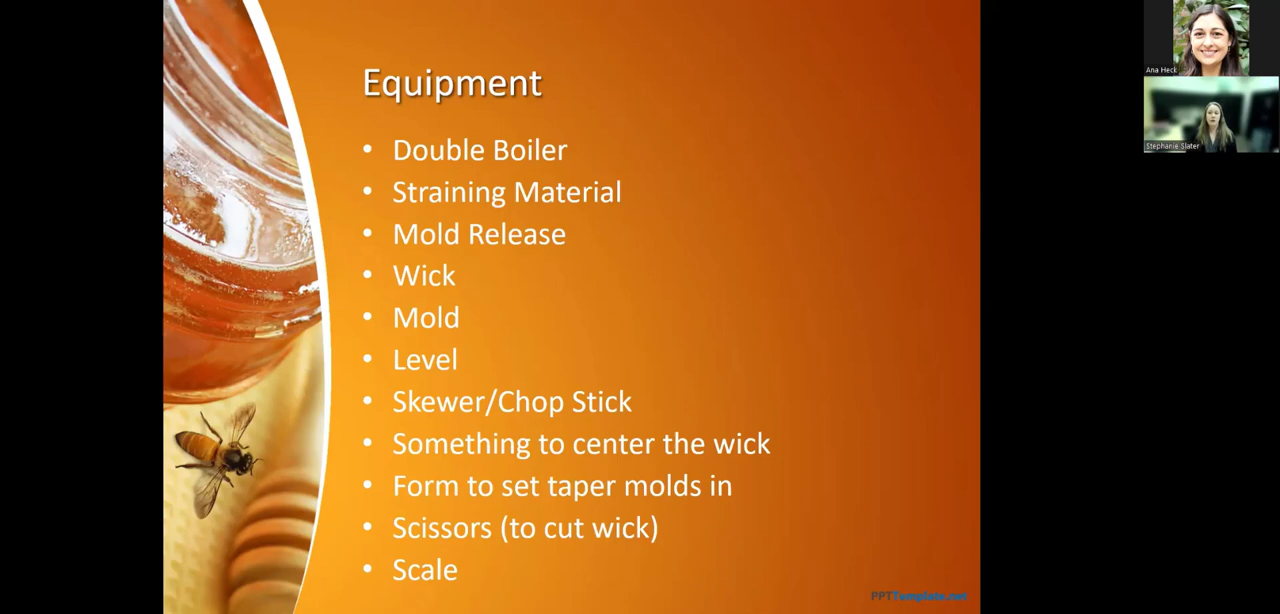 Equipment
• Double Boiler
• Straining Material
• Mold Release
• Wick
• Mold
• Level
• Skewer/Chop Stick
• Something to center the wick
• Form to set taper molds in
• Scissors (to cut wick)
• Scale
PPTTemplate.net
Ana Heck
Stephanie Slater